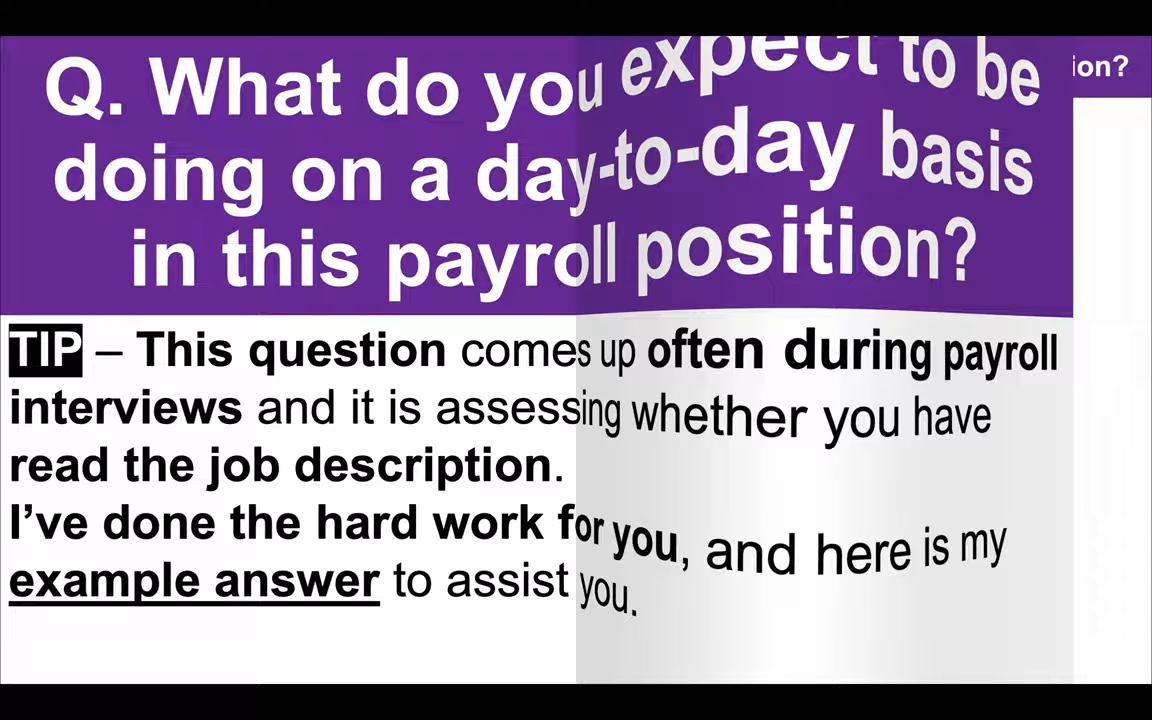 Q. What do you expect to be
doing on a day-to-day basis
in this payroll position?
ion?
TIP – This question comes up often during payroll
interviews and it is assessing whether you have
read the job description.
I’ve done the hard work for you, and here is my
example answer to assist you.